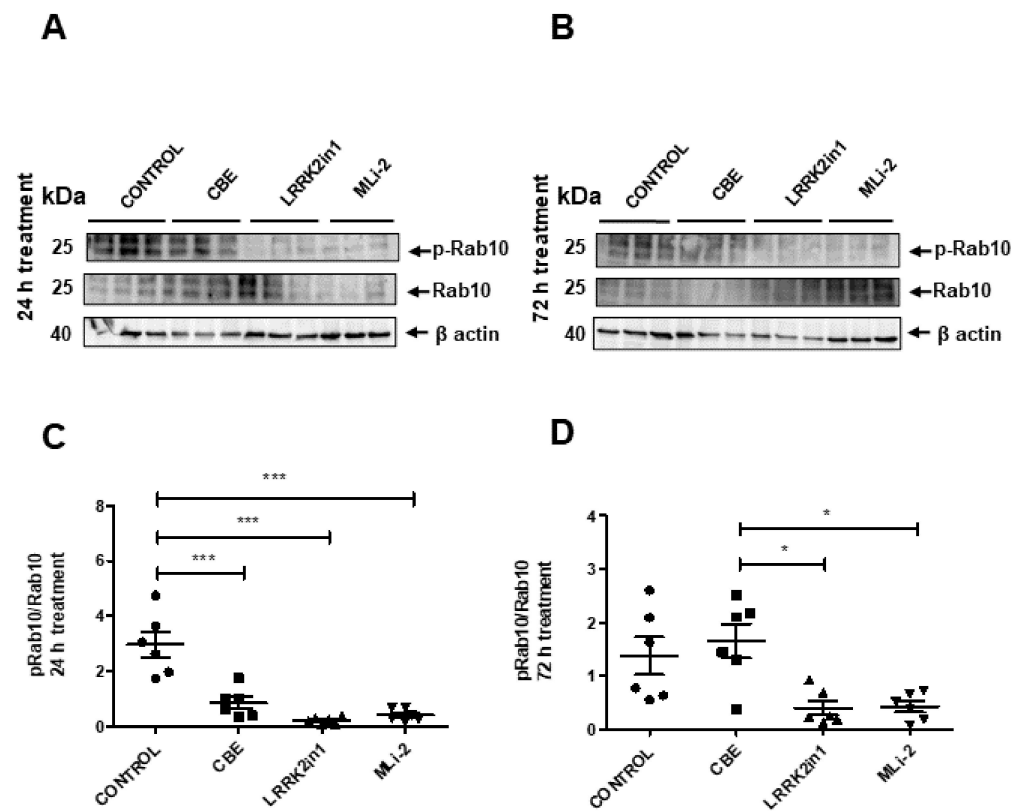 A
B
24 h treatment
kDa
CONTROL
CBE
LRRK2in1
MLi-2
25
p-Rab10
25
Rab10
40
β actin
72 h treatment
kDa
CONTROL
CBE
LRRK2in1
MLi-2
25
p-Rab10
25
Rab10
40
β actin
C
pRab10/Rab10
24 h treatment
8
6
4
2
0
***
***
***
CONTROL
CBE
LRRK2in1
MLi-2
D
pRab10/Rab10
72 h treatment
4
3
2
1
0
*
*
CONTROL
CBE
LRRK2in1
MLi-2